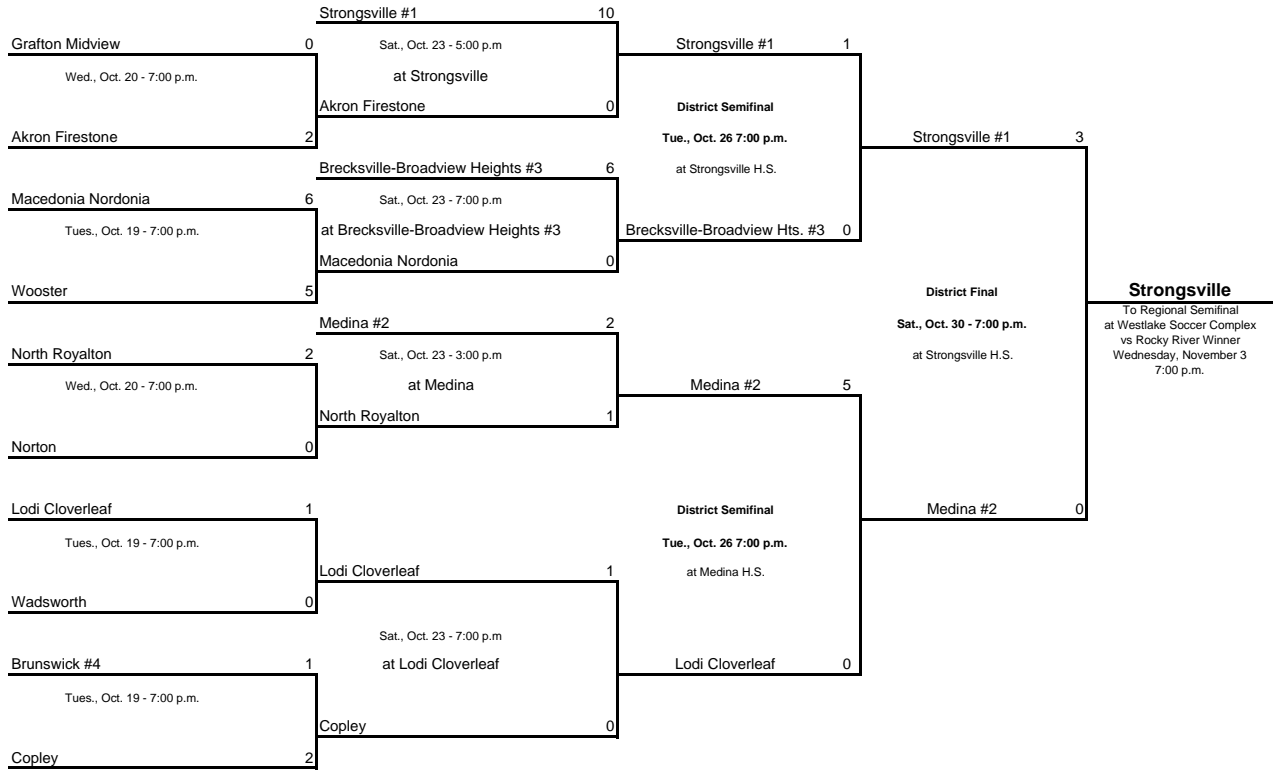 Strongsville #1 10
Grafton Midview 0
Sat., Oct. 23 - 5:00 p.m
Strongsville #1 1
Wed., Oct. 20 - 7:00 p.m.
at Strongsville
Akron Firestone 0
District Semifinal
Akron Firestone 2
Tue., Oct. 26 7:00 p.m.
Strongsville #1 3
Brecksville-Broadview Heights #3 6
at Strongsville H.S.
Macedonia Nordonia 6
Sat., Oct. 23 - 7:00 p.m
Tues., Oct. 19 - 7:00 p.m.
at Brecksville-Broadview Heights #3
Brecksville-Broadview Hts. #3 0
Macedonia Nordonia 0
Wooster 5
District Final
Strongsville
To Regional Semifinal
Medina #2 2
Sat., Oct. 30 - 7:00 p.m.
at Westlake Soccer Complex
vs Rocky River Winner
North Royalton 2
Sat., Oct. 23 - 3:00 p.m
at Strongsville H.S.
Wednesday, November 3
7:00 p.m.
Wed., Oct. 20 - 7:00 p.m.
at Medina
Medina #2 5
North Royalton 1
Norton 0
Lodi Cloverleaf 1
District Semifinal
Medina #2 0
Tues., Oct. 19 - 7:00 p.m.
Tue., Oct. 26 7:00 p.m.
Lodi Cloverleaf 1
at Medina H.S.
Wadsworth 0
Sat., Oct. 23 - 7:00 p.m
Brunswick #4 1
at Lodi Cloverleaf
Lodi Cloverleaf 0
Tues., Oct. 19 - 7:00 p.m.
Copley 0
Copley 2